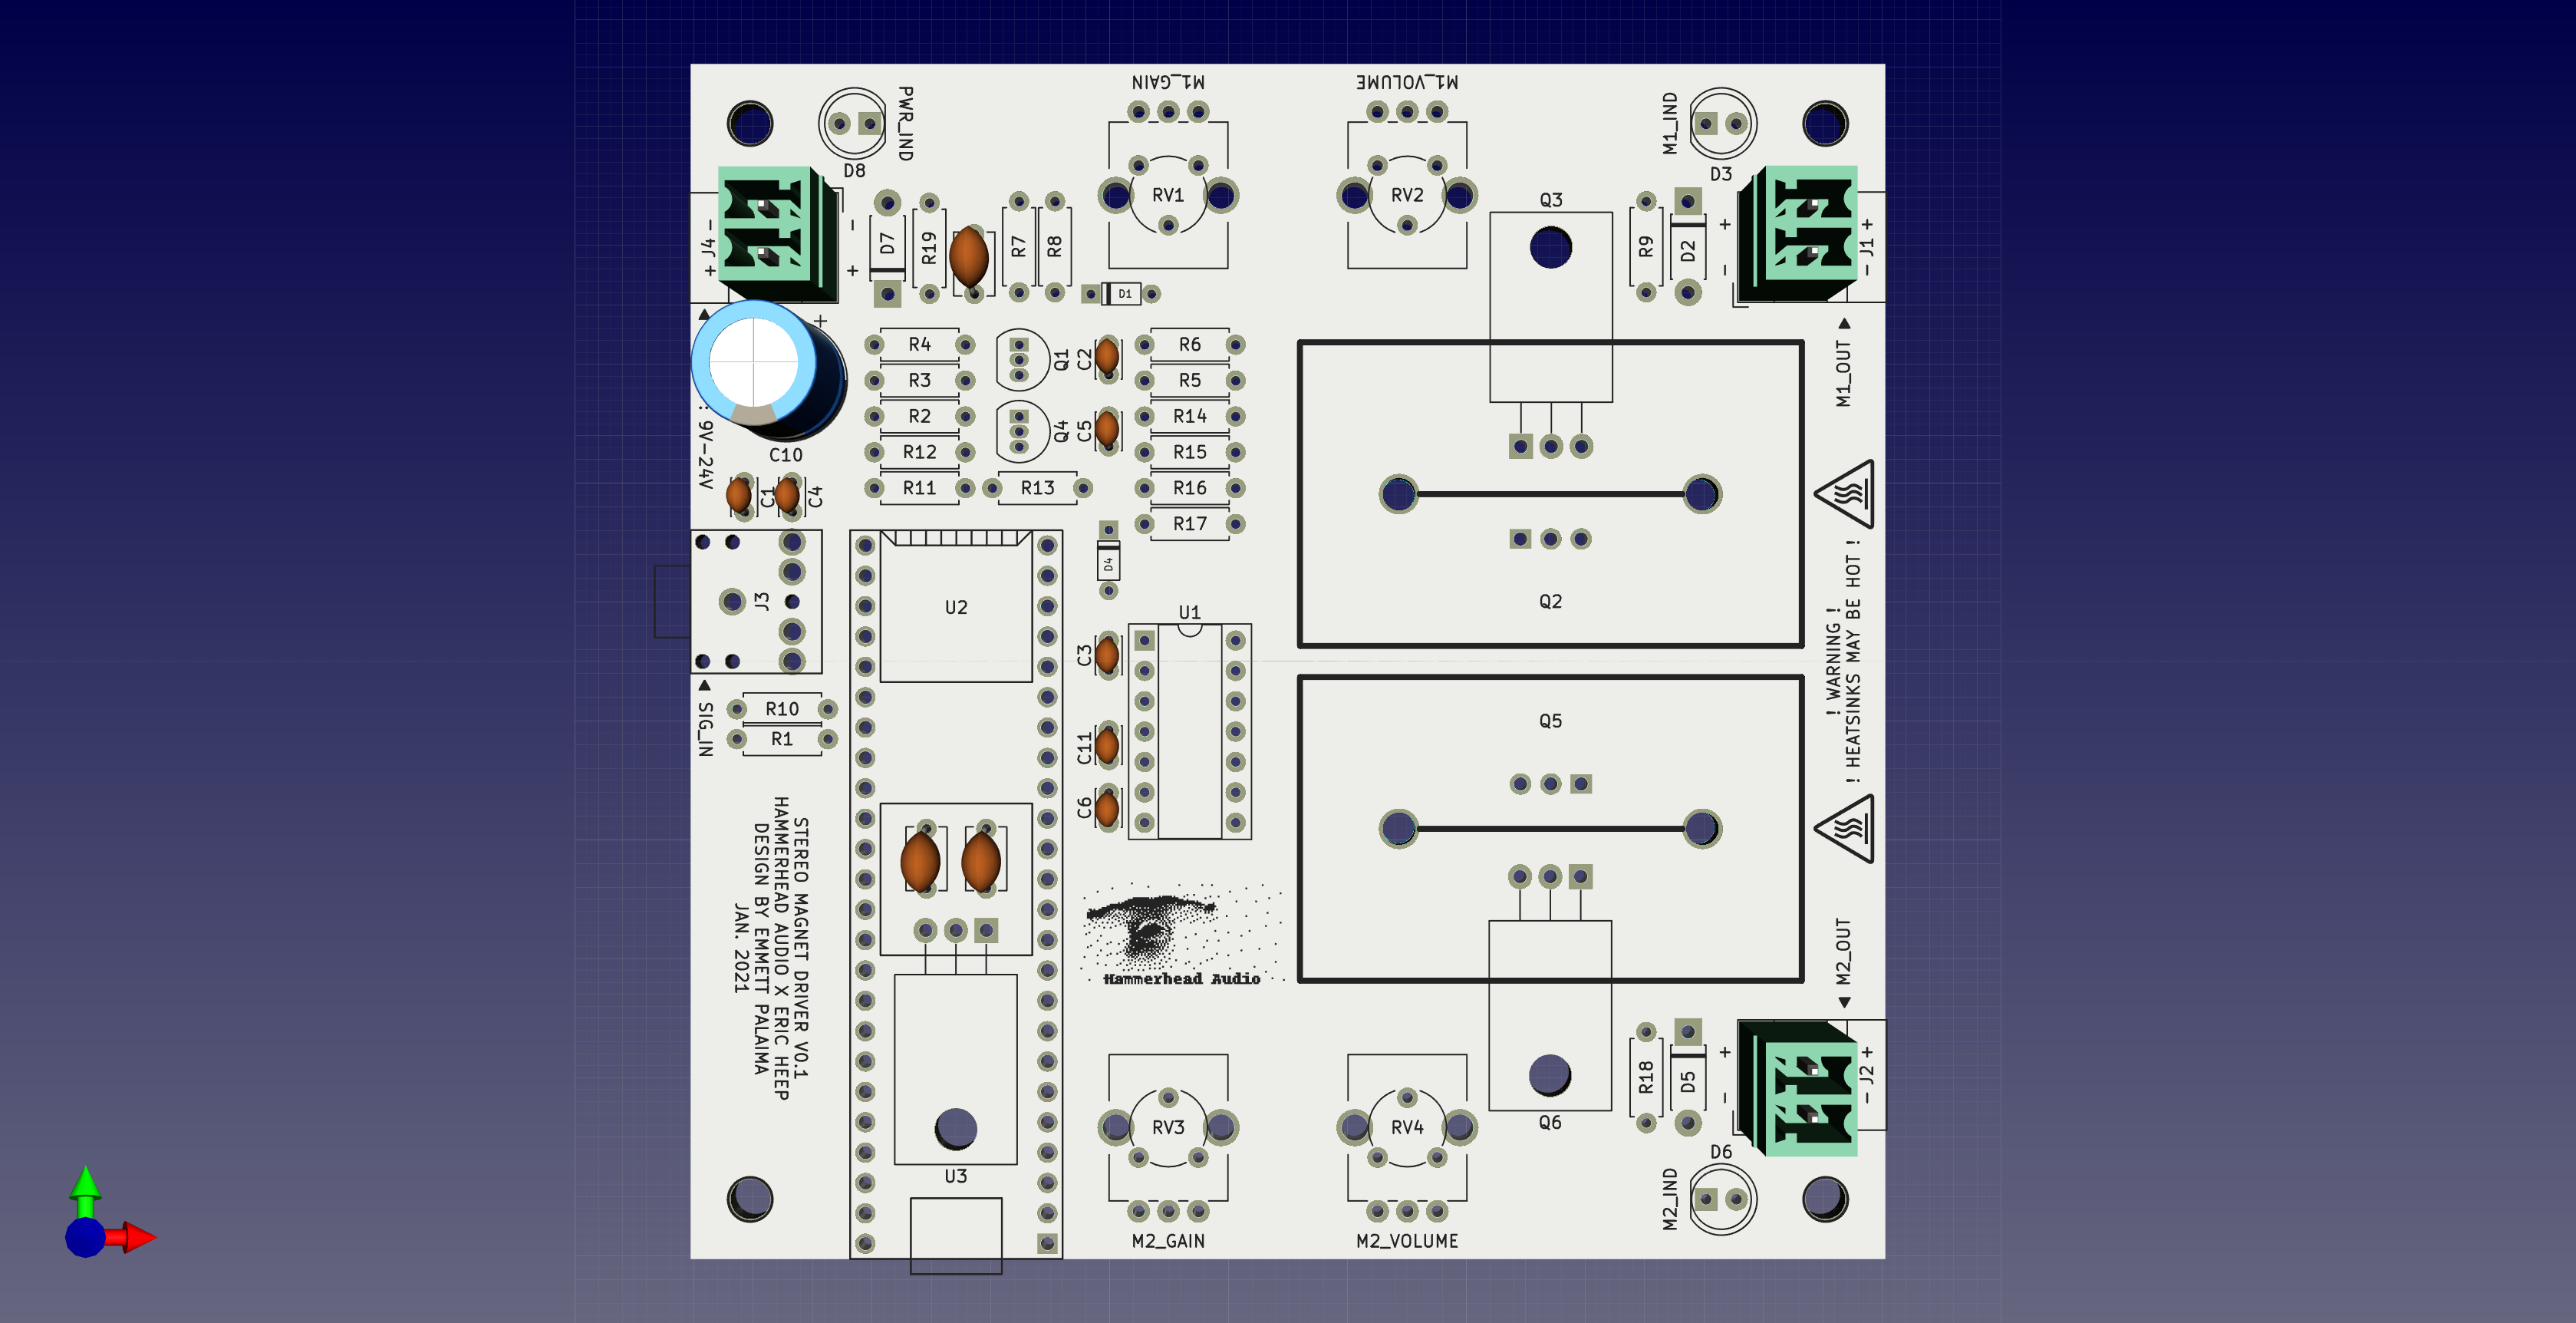 M1_GAIN
M1_VOLUME
PWR_IND
D8
M1_IND
D3
RV1
RV2
Q3
J4
-
+
-
+
D7
R19
R7
R8
D1
R9
D2
+
-
J1
+
-
R4
R3
R2
R12
R11
Q1
Q4
R13
C2
C5
R6
R5
R14
R15
R16
R17
+
: 9V-24V
C10
C1
C4
M1_OUT
D4
J3
U2
U1
Q2
C3
SIG_IN
R10
R1
C11
C6
Q5
! WARNING !
! HEATSINKS MAY BE HOT !
STEREO MAGNET DRIVER V0.1
HAMMERHEAD AUDIO X ERIC HEEP
DESIGN BY EMMETT PALAIMA
JAN. 2021
Hammerhead Audio
M2_OUT
U3
RV3
RV4
Q6
R18
D5
+
-
J2
+
-
D6
M2_IND
M2_GAIN
M2_VOLUME